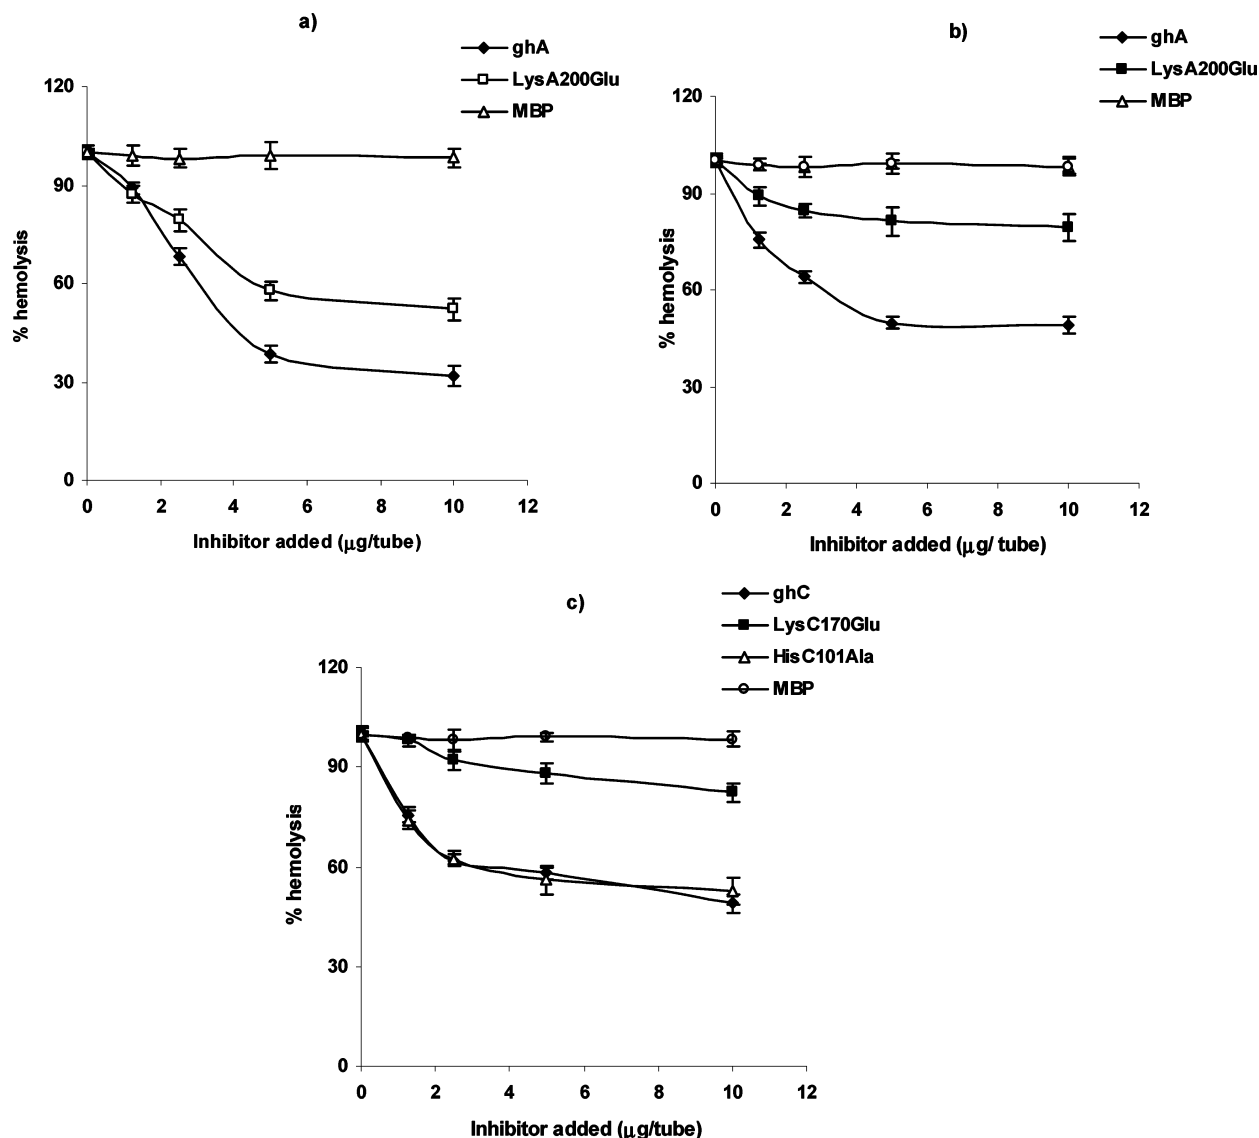 a)
ghA
LysA200Glu
MBP
120
90
60
30
0
% hemolysis
0 2 4 6 8 10 12
Inhibitor added (μg/tube)
b)
ghA
LysA200Glu
MBP
120
90
60
30
0
% hemolysis
0 2 4 6 8 10 12
Inhibitor added (μg/ tube)
c)
ghC
LysC170Glu
HisC101Ala
MBP
120
90
60
30
0
% hemolysis
0 2 4 6 8 10 12
Inhibitor added (μg/tube)